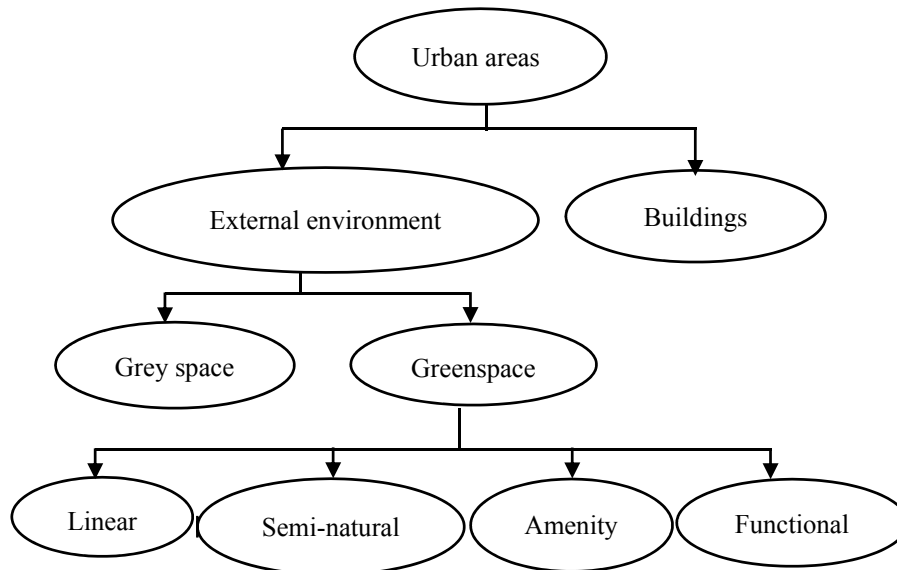 Urban areas
External environment
Buildings
Grey space
Greenspace
Linear
Semi-natural
Amenity
Functional